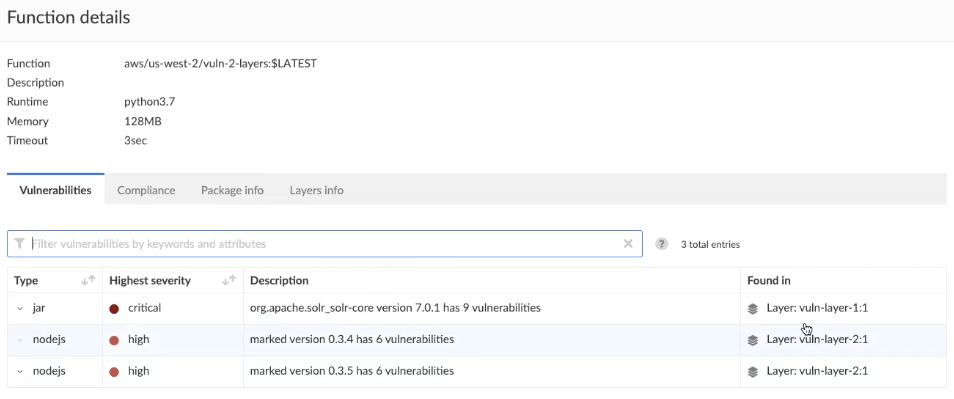 Function details
Function aws/us-west-2/vuln-2-layers:$LATEST
Description
Runtime python3.7
Memory 128MB
Timeout 3sec
Vulnerabilities Compliance Package info Layers info
Filter vulnerabilities by keywords and attributes ? 3 total entries
Type Highest severity Description Found in
jar critical org.apache.solr_solr-core version 7.0.1 has 9 vulnerabilities Layer: vuln-layer-1:1
nodejs high marked version 0.3.4 has 6 vulnerabilities Layer: vuln-layer-2:1
nodejs high marked version 0.3.5 has 6 vulnerabilities Layer: vuln-layer-2:1